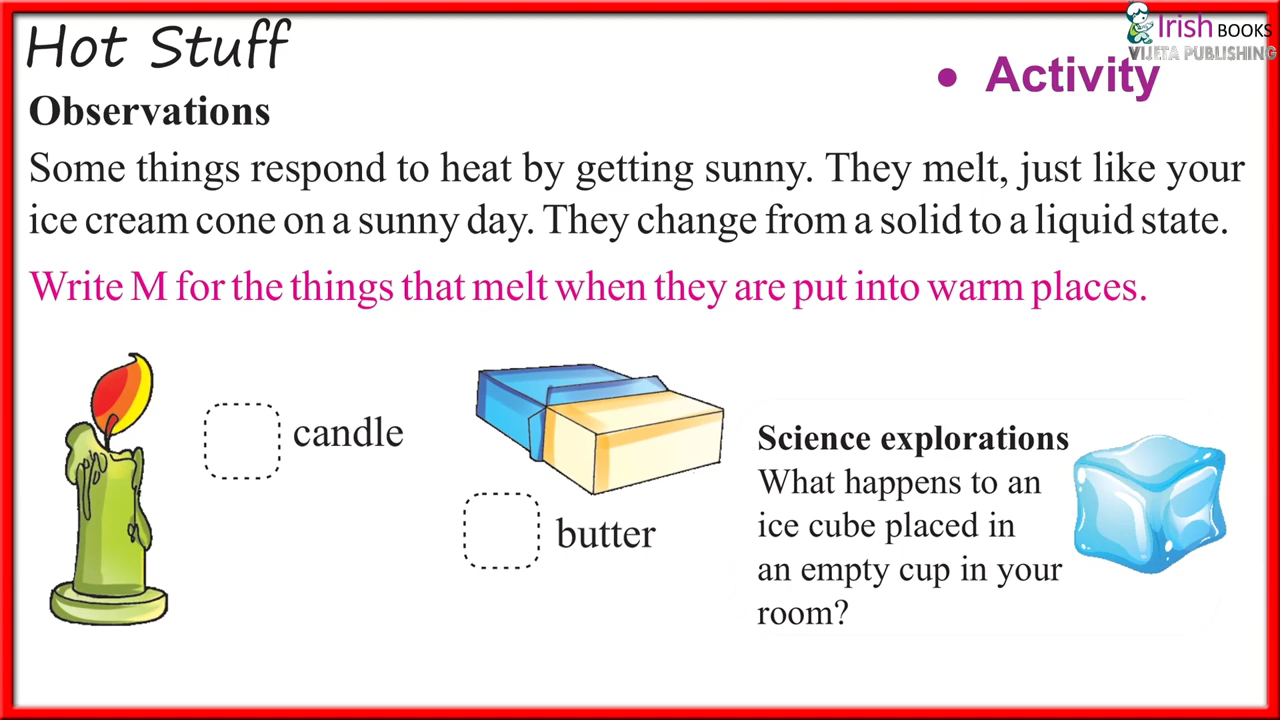 Hot Stuff
Irish BOOKS
VIJETA PUBLISHING
• Activity
Observations
Some things respond to heat by getting sunny. They melt, just like your
ice cream cone on a sunny day. They change from a solid to a liquid state.
Write M for the things that melt when they are put into warm places.
candle
butter
Science explorations
What happens to an
ice cube placed in
an empty cup in your
room?